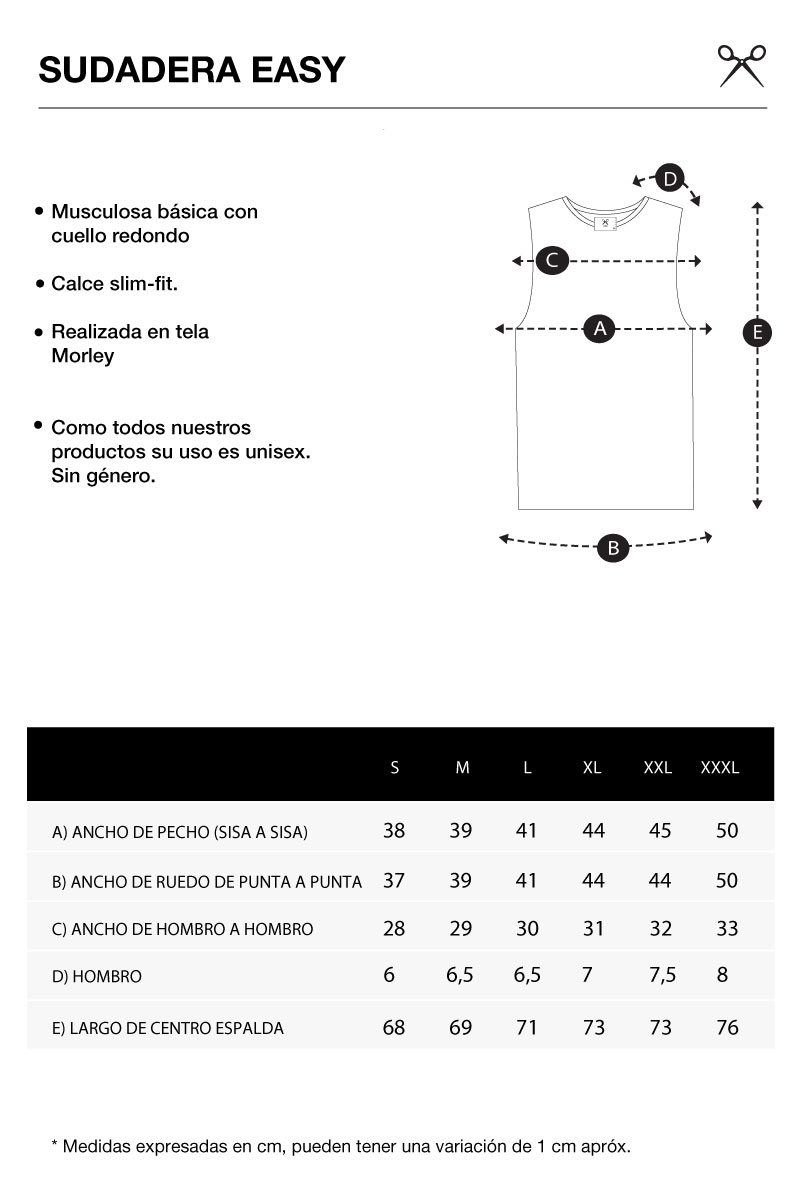 SUDADERA EASY
• Musculosa básica con
cuello redondo
• Calce slim-fit.
• Realizada en tela
Morley
• Como todos nuestros
productos su uso es unisex.
Sin género.
D
C
A
E
B
S M L XL XXL XXXL
A) ANCHO DE PECHO (SISA A SISA) 38 39 41 44 45 50
B) ANCHO DE RUEDO DE PUNTA A PUNTA 37 39 41 44 44 50
C) ANCHO DE HOMBRO A HOMBRO 28 29 30 31 32 33
D) HOMBRO 6 6,5 6,5 7 7,5 8
E) LARGO DE CENTRO ESPALDA 68 69 71 73 73 76
* Medidas expresadas en cm, pueden tener una variación de 1 cm apróx.